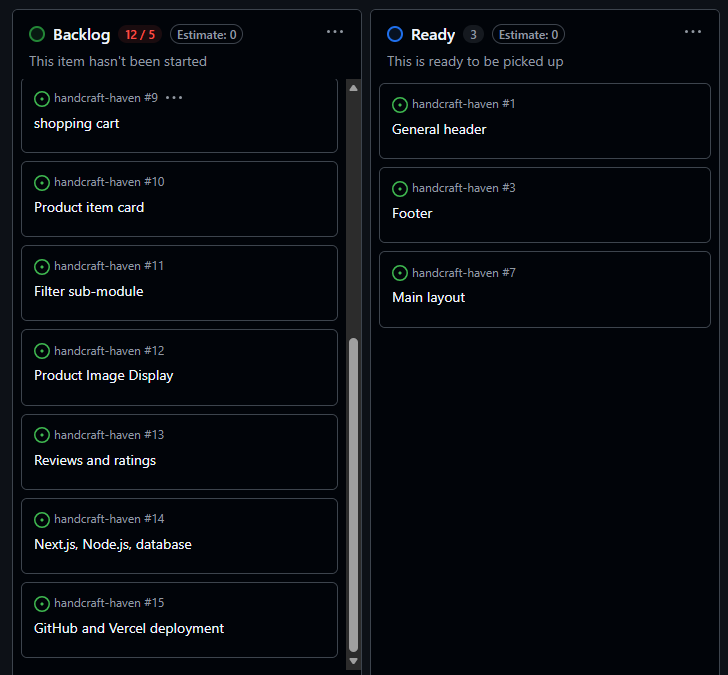 Backlog 12 / 5 Estimate: 0
This item hasn't been started
handcraft-haven #9
shopping cart
handcraft-haven #10
Product item card
handcraft-haven #11
Filter sub-module
handcraft-haven #12
Product Image Display
handcraft-haven #13
Reviews and ratings
handcraft-haven #14
Next.js, Node.js, database
handcraft-haven #15
GitHub and Vercel deployment
Ready 3 Estimate: 0
This is ready to be picked up
handcraft-haven #1
General header
handcraft-haven #3
Footer
handcraft-haven #7
Main layout